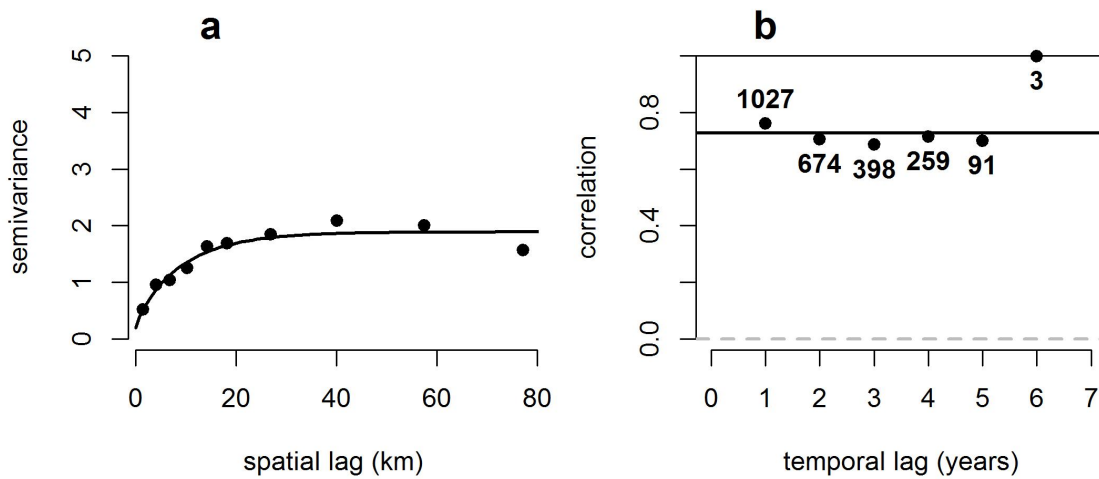 a
5
4
3
2
1
0
semivariance
0 20 40 60 80
spatial lag (km)
b
0.8
0.4
0.0
correlation
1027
674
398
259
91
3
0 1 2 3 4 5 6 7
temporal lag (years)